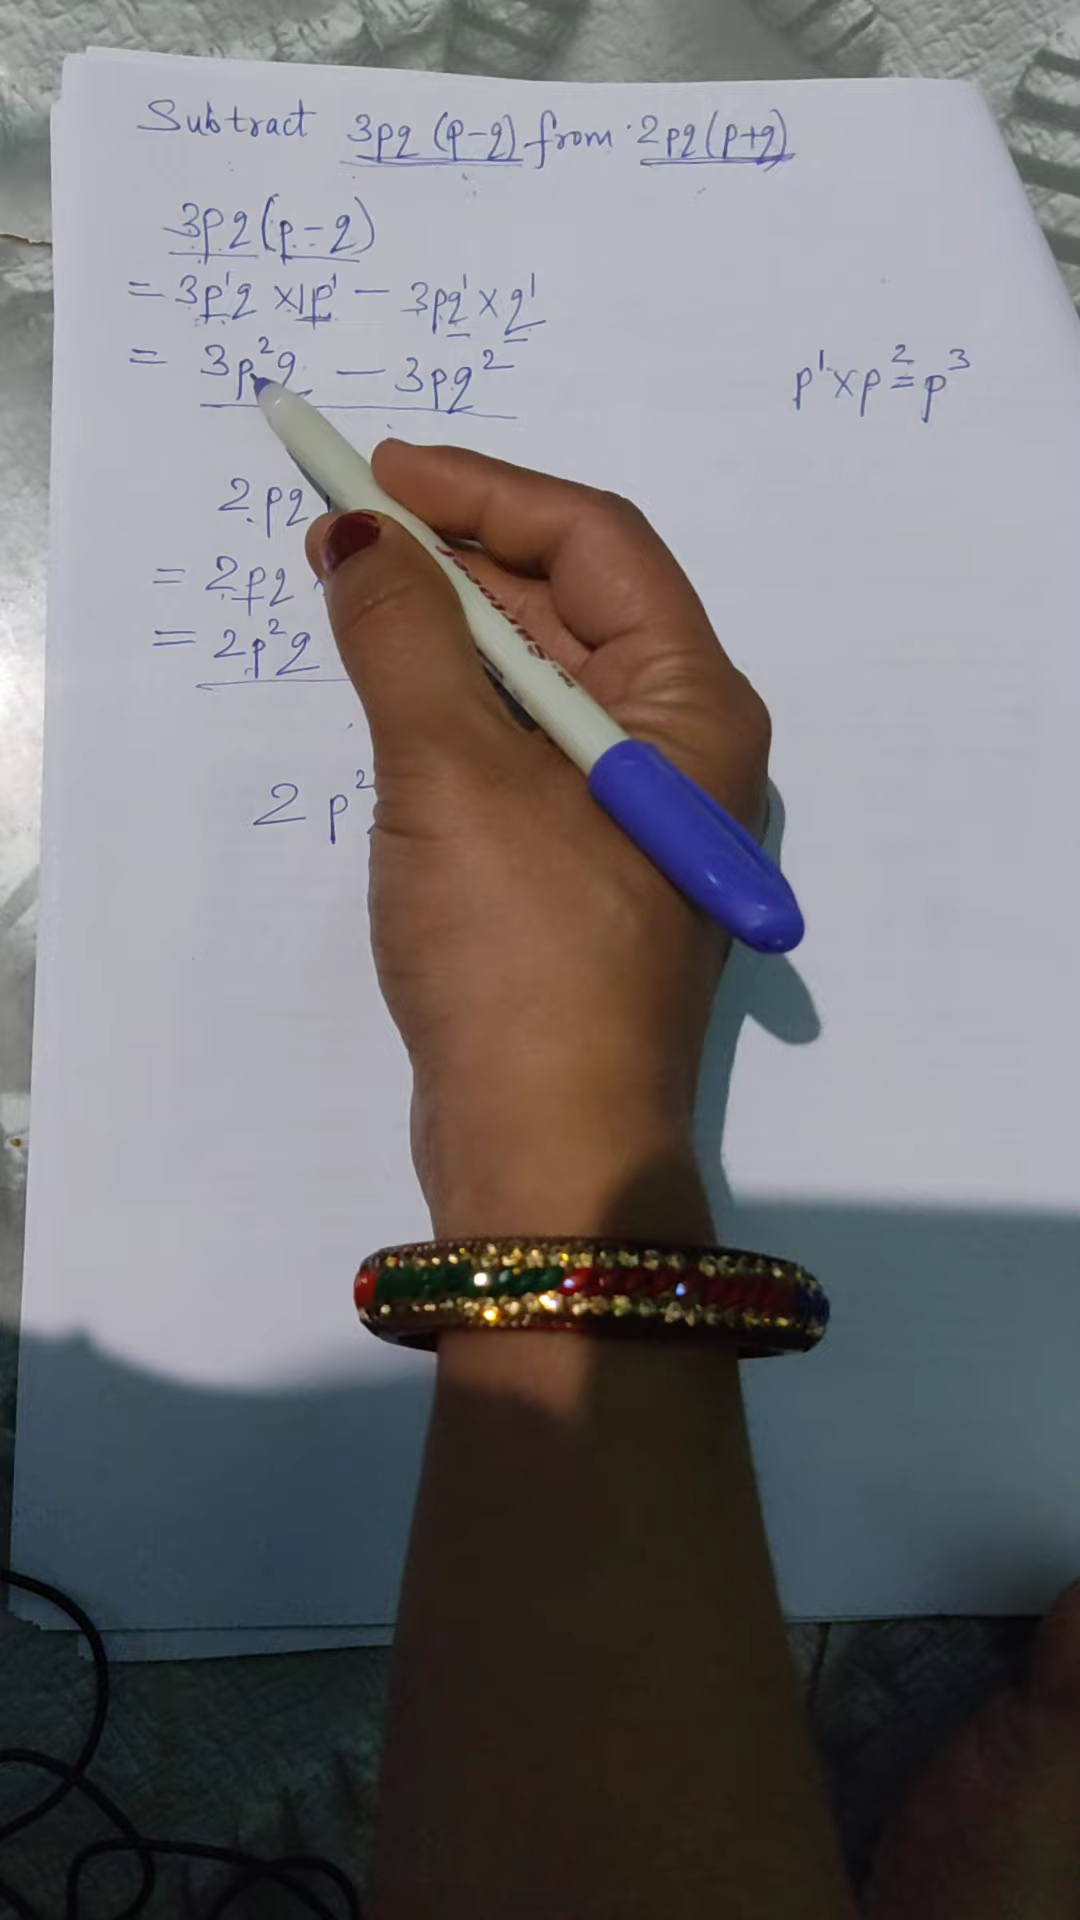 Subtract 3pq (p-q) from 2pq (p+q)
3pq (p-q)
= 3p¹q × 1p¹ - 3pq¹ × q¹
= 3p²q - 3pq²
p¹ × p² = p³
2pq
= 2pq
= 2p²q
2p²